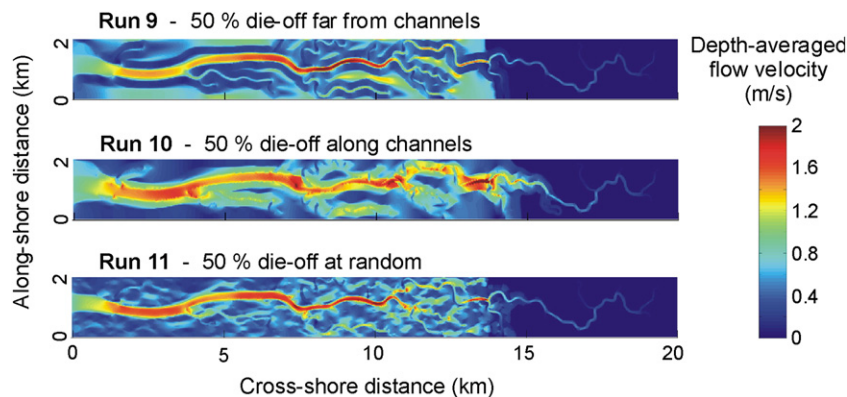 Run 9 - 50 % die-off far from channels
Depth-averaged
flow velocity
(m/s)
Along-shore distance (km)
2
0
Run 10 - 50 % die-off along channels
2
0
Run 11 - 50 % die-off at random
2
0
0
5
10
15
20
Cross-shore distance (km)
2
1.6
1.2
0.8
0.4